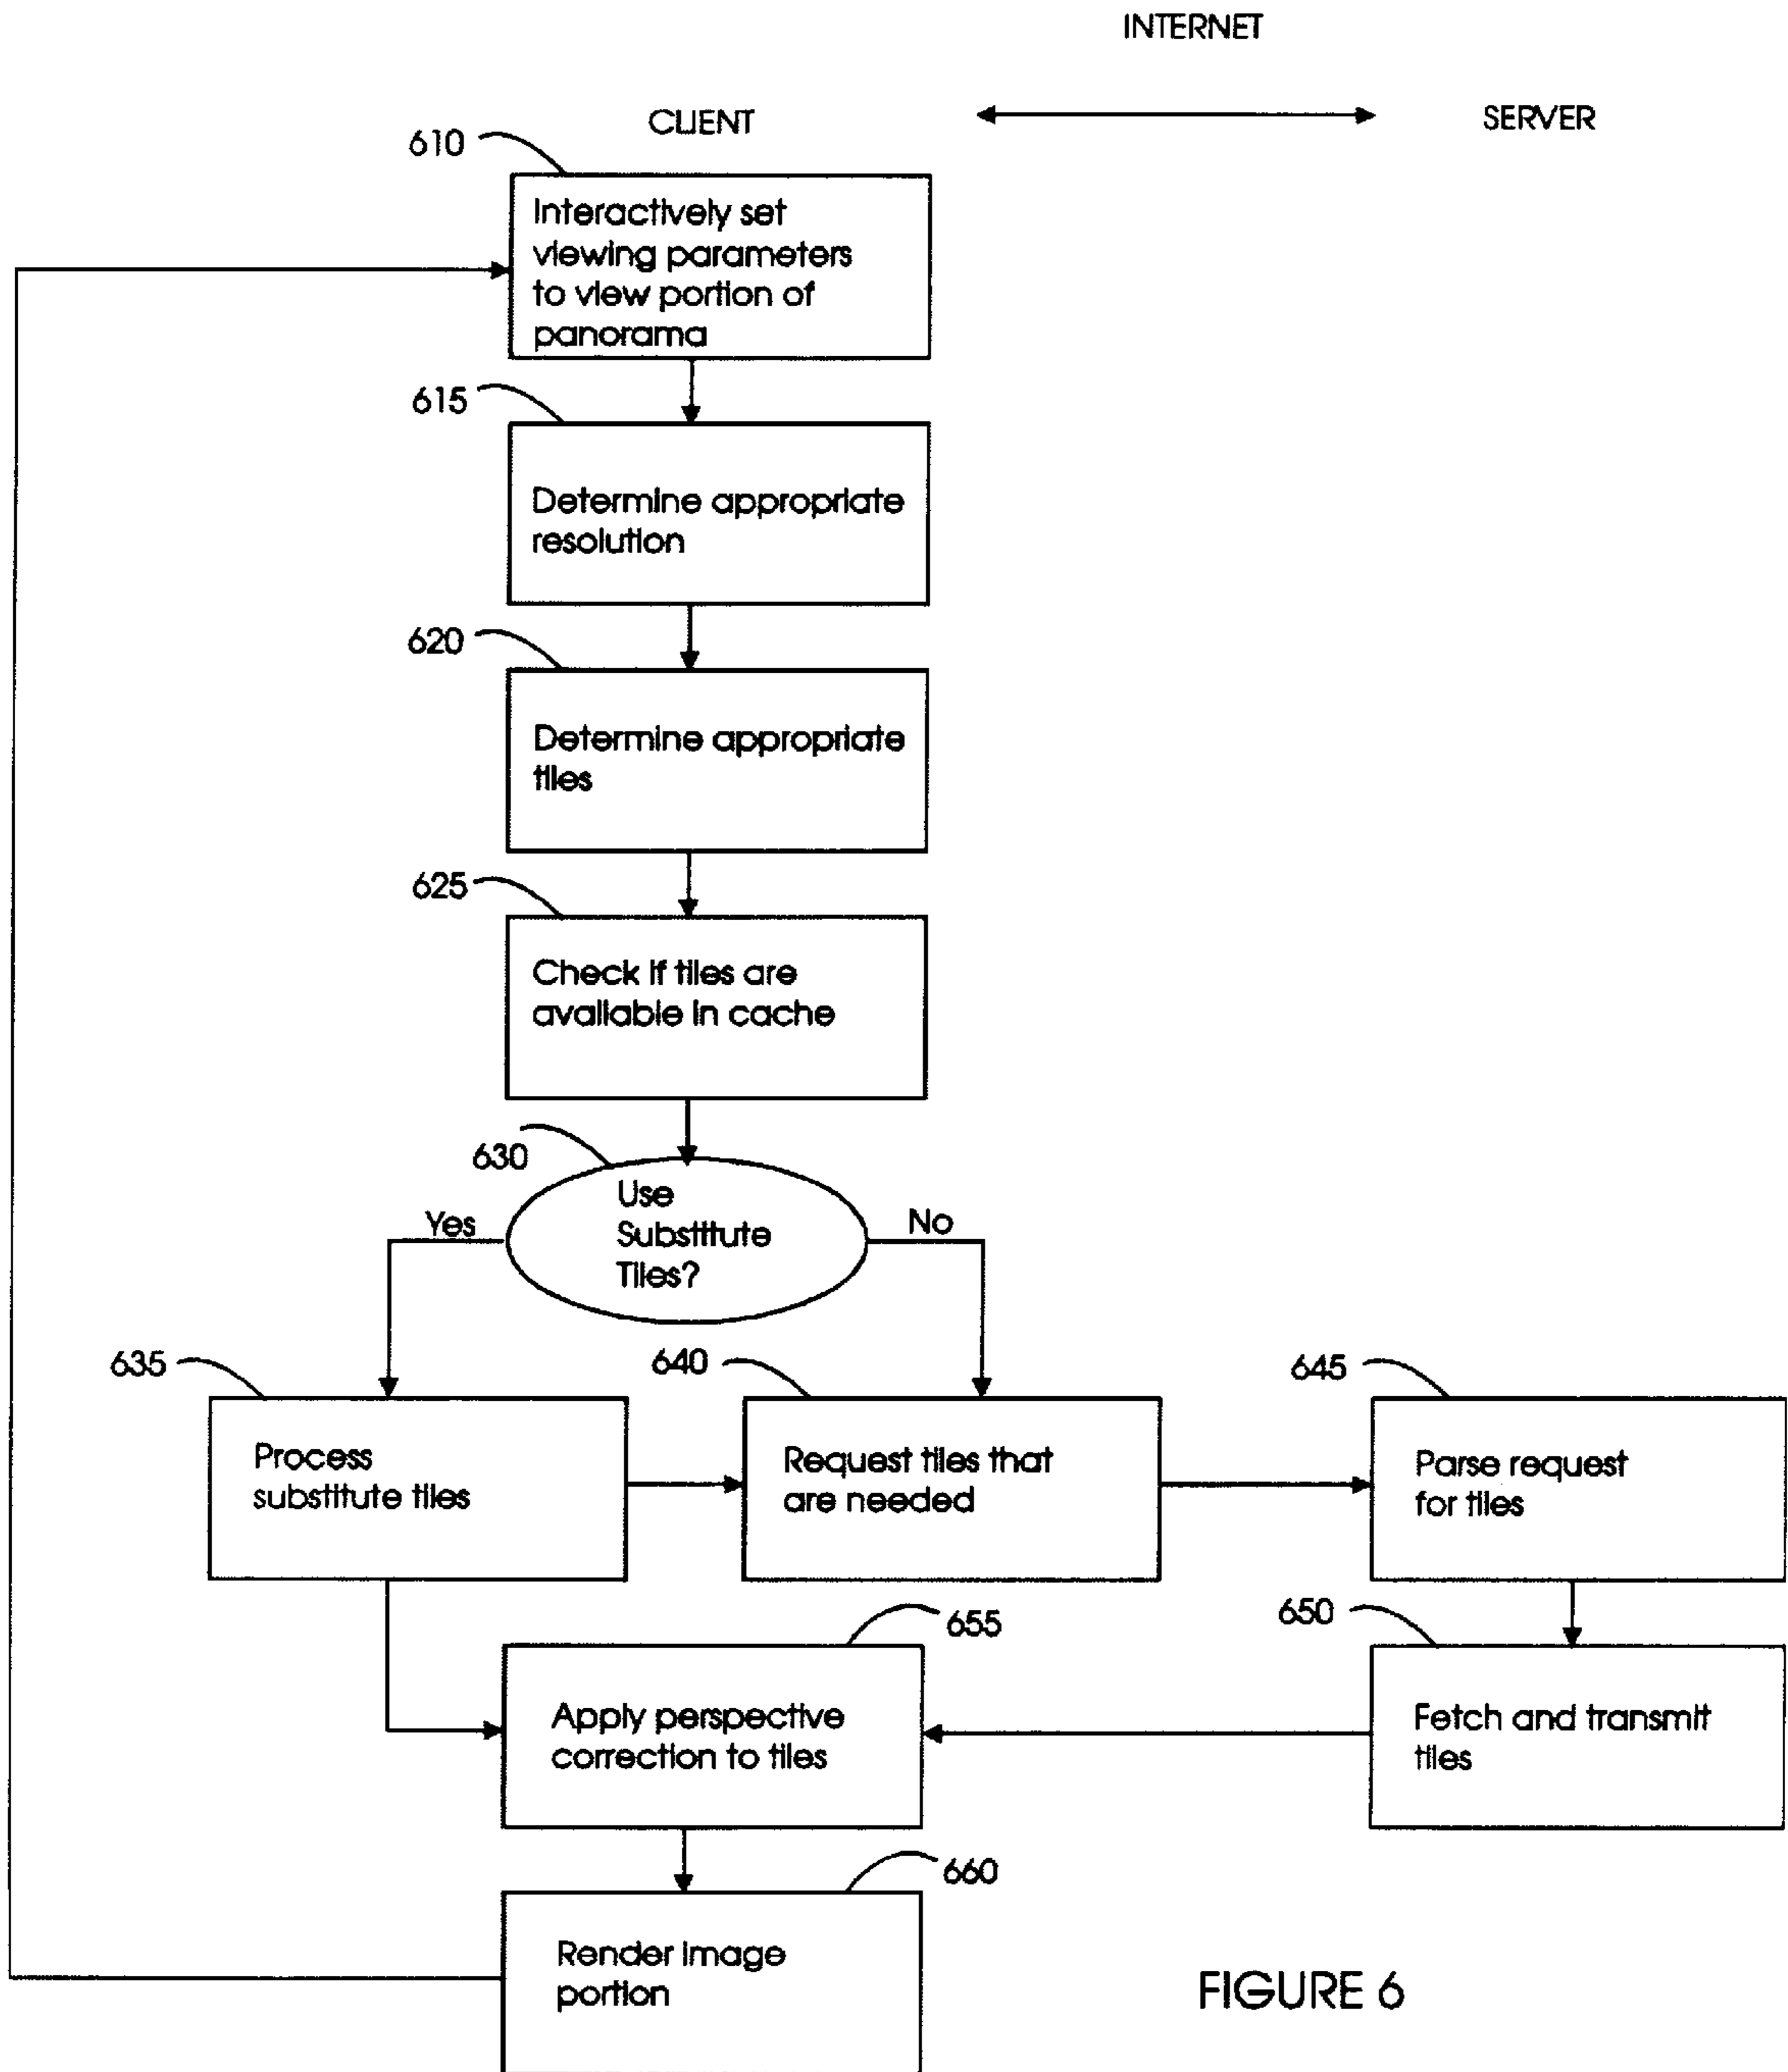 INTERNET
CLIENT
SERVER
610
Interactively set
viewing parameters
to view portion of
panorama
615
Determine appropriate
resolution
620
Determine appropriate
tiles
625
Check if tiles are
available in cache
630
Use
Substitute
Tiles?
Yes
No
635
640
645
Process
substitute tiles
Request tiles that
are needed
Parse request
for tiles
655
650
Apply perspective
correction to tiles
Fetch and transmit
tiles
660
Render image
portion
FIGURE 6